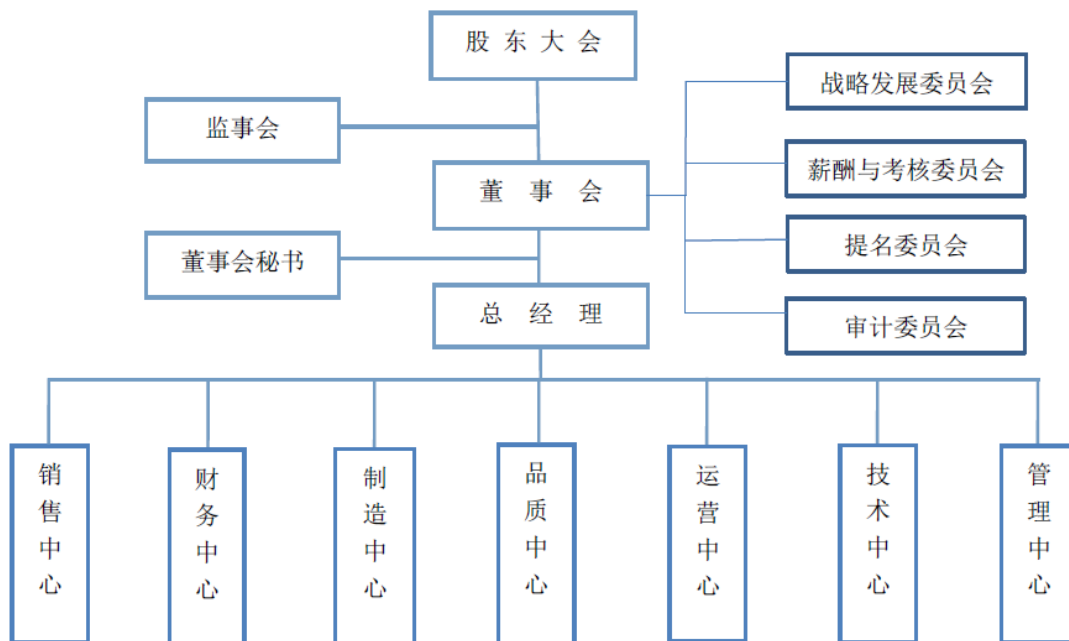 股 东 大 会
战略发展委员会
监事会
薪酬与考核委员会
董 事 会
提名委员会
董事会秘书
总 经 理
审计委员会
销售中心
财务中心
制造中心
品质中心
运营中心
技术中心
管理中心